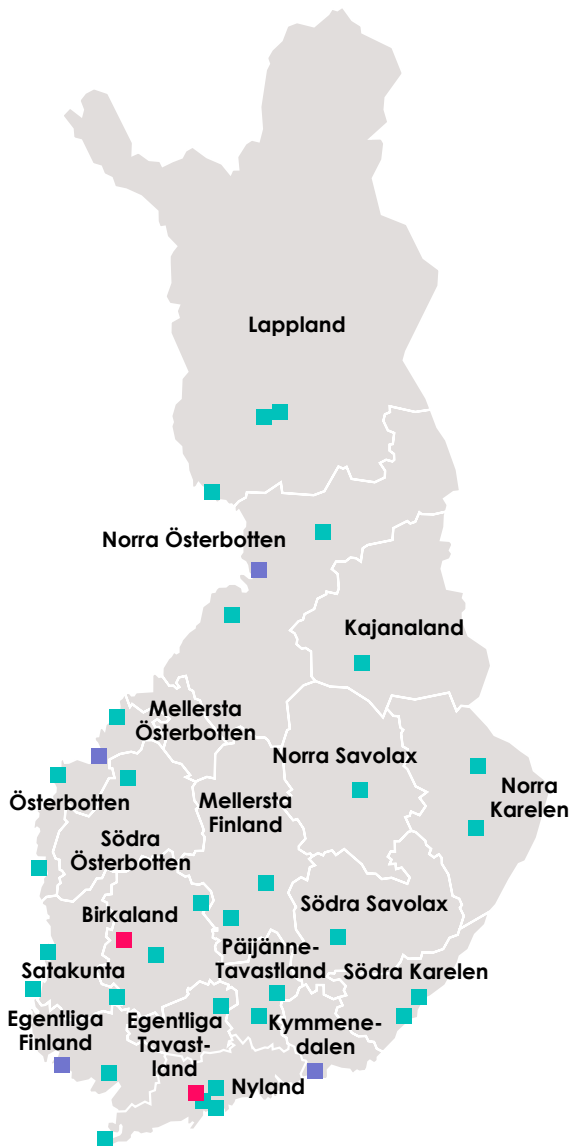 Lappland
Norra Österbotten
Kajanaland
Mellersta
Österbotten
Norra Savolax
Norra
Karelen
Österbotten
Mellersta
Finland
Södra
Österbotten
Birkaland
Södra Savolax
Satakunta
Päijänne-
Tavastland
Södra Karelen
Egentliga
Finland
Egentliga
Tavast-
land
Kymmene-
dalen
Nyland